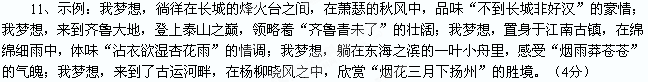 11、示例：我梦想，徜徉在长城的烽火台之间，在萧瑟的秋风中，品味“不到长城非好汉”的豪情；
我梦想，来到齐鲁大地，登上泰山之巅，领略着“齐鲁青未了”的壮阔；我梦想，置身于江南古镇，在绵
绵细雨中，体味“沾衣欲湿杏花雨”的情调；我梦想，躺在东海之滨的一叶小舟里，感受“烟雨莽苍苍”
的气魄；我梦想，来到了古运河畔，在杨柳晓风之中，欣赏“烟花三月下扬州”的胜境。（4分）